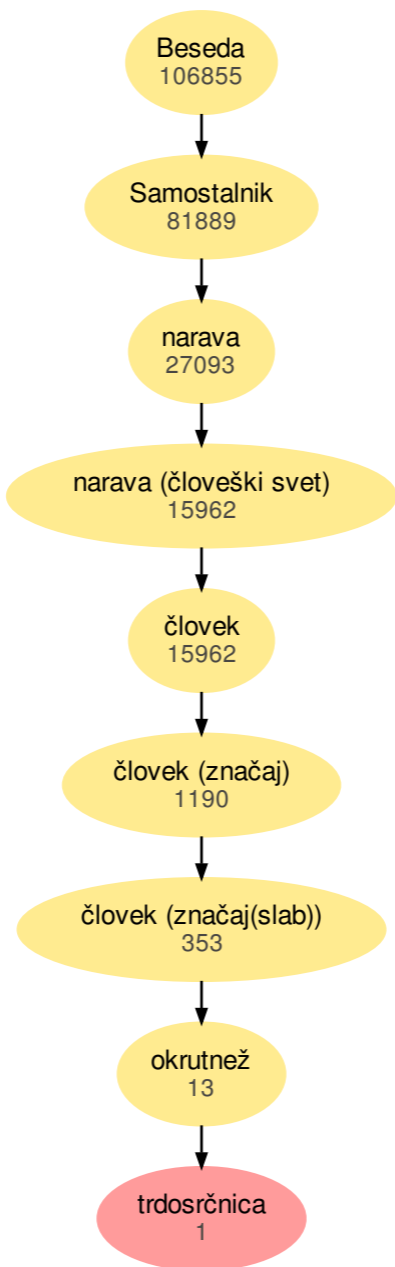 Beseda
106855
Samostalnik
81889
narava
27093
narava (človeški svet)
15962
človek
15962
človek (značaj)
1190
človek (značaj(slab))
353
okrutnež
13
trdosrčnica
1